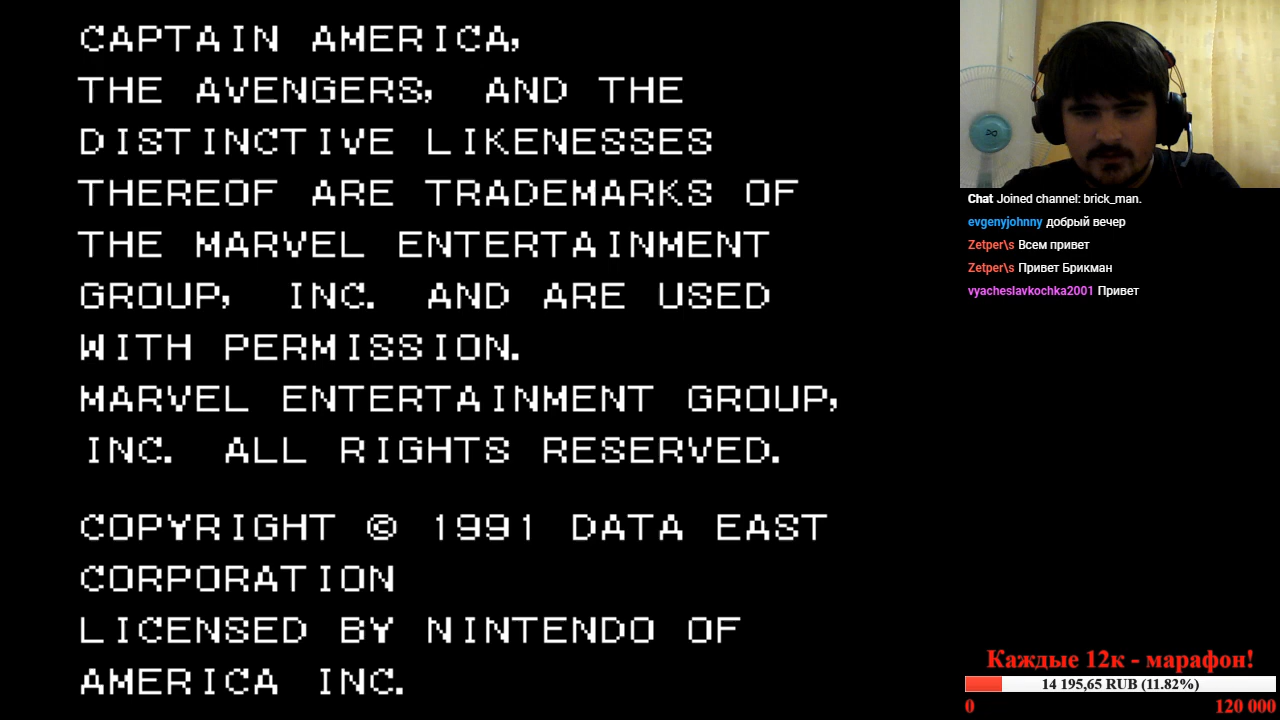 CAPTAIN AMERICA,
THE AVENGERS, AND THE
DISTINCTIVE LIKENESSES
THEREOF ARE TRADEMARKS OF
THE MARVEL ENTERTAINMENT
GROUP, INC. AND ARE USED
WITH PERMISSION.
MARVEL ENTERTAINMENT GROUP,
INC. ALL RIGHTS RESERVED.
COPYRIGHT © 1991 DATA EAST
CORPORATION
LICENSED BY NINTENDO OF
AMERICA INC.
Chat Joined channel: brick_man.
evgenyjohnny добрый вечер
Zetper\s Всем привет
Zetper\s Привет Брикман
vyacheslavkochka2001 Привет
Каждые 12к - марафон!
14 195,65 RUB (11.82%)
0 120 000